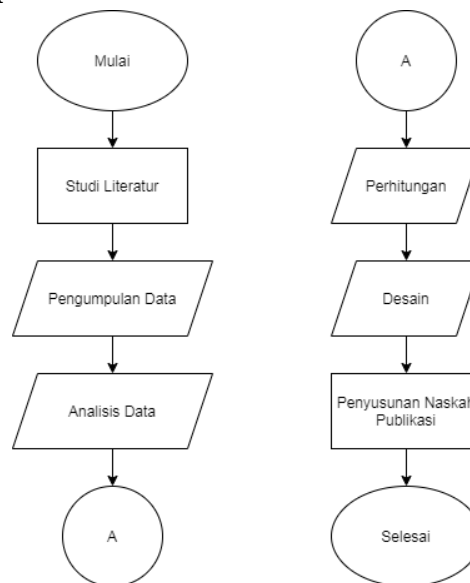 Mulai
Studi Literatur
Pengumpulan Data
Analisis Data
A
A
Perhitungan
Desain
Penyusunan Naskah
Publikasi
Selesai